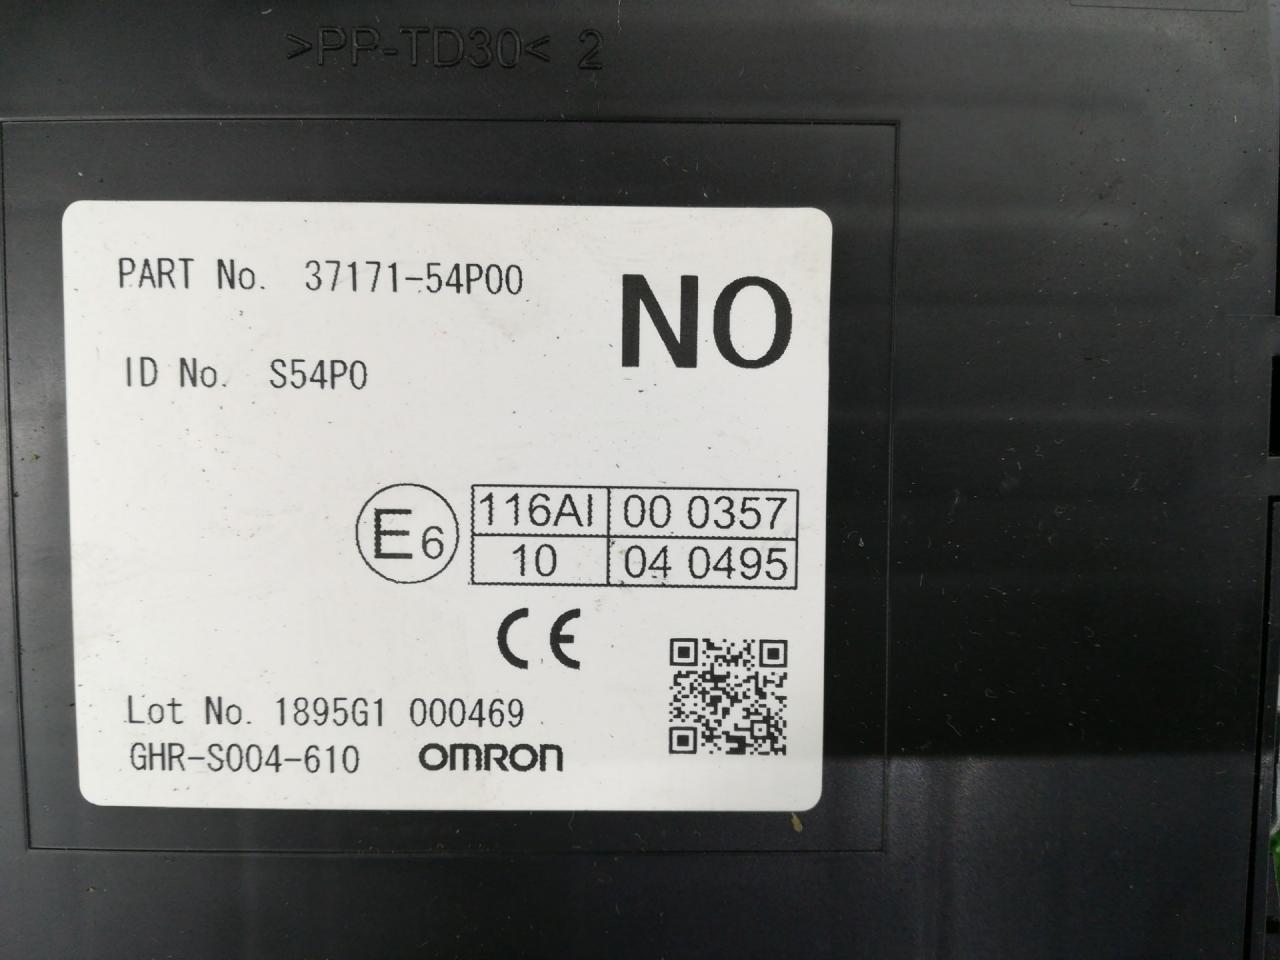 >PP-TD30< 2
PART No. 37171-54P00
NO
ID No. S54P0
E6
116AI 00 0357
10 04 0495
CE
Lot No. 1895G1 000469
GHR-S004-610 OMRON